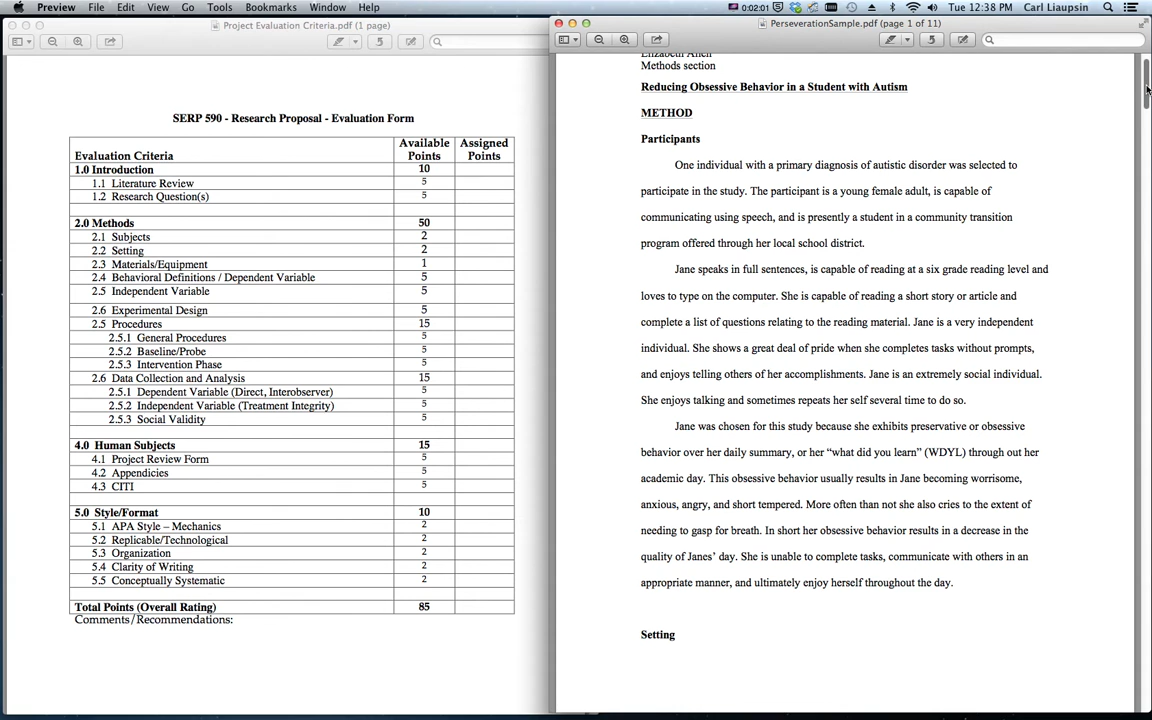 Preview File Edit View Go Tools Bookmarks Window Help 0:02:01 Tue 12:38 PM Carl Liaupsin
Project Evaluation Criteria.pdf (1 page)
SERP 590 - Research Proposal - Evaluation Form
Evaluation Criteria Available Points Assigned Points
1.0 Introduction 10
1.1 Literature Review 5
1.2 Research Question(s) 5
2.0 Methods 50
2.1 Subjects 2
2.2 Setting 2
2.3 Materials/Equipment 1
2.4 Behavioral Definitions / Dependent Variable 5
2.5 Independent Variable 5
2.6 Experimental Design 5
2.5 Procedures 15
2.5.1 General Procedures 5
2.5.2 Baseline/Probe 5
2.5.3 Intervention Phase 5
2.6 Data Collection and Analysis 15
2.5.1 Dependent Variable (Direct, Interobserver) 5
2.5.2 Independent Variable (Treatment Integrity) 5
2.5.3 Social Validity 5
4.0 Human Subjects 15
4.1 Project Review Form 5
4.2 Appendicies 5
4.3 CITI 5
5.0 Style/Format 10
5.1 APA Style – Mechanics 2
5.2 Replicable/Technological 2
5.3 Organization 2
5.4 Clarity of Writing 2
5.5 Conceptually Systematic 2
Total Points (Overall Rating) 85
Comments/Recommendations:
PerseverationSample.pdf (page 1 of 11)
Methods section
Reducing Obsessive Behavior in a Student with Autism
METHOD
Participants
One individual with a primary diagnosis of autistic disorder was selected to
participate in the study. The participant is a young female adult, is capable of
communicating using speech, and is presently a student in a community transition
program offered through her local school district.
Jane speaks in full sentences, is capable of reading at a six grade reading level and
loves to type on the computer. She is capable of reading a short story or article and
complete a list of questions relating to the reading material. Jane is a very independent
individual. She shows a great deal of pride when she completes tasks without prompts,
and enjoys telling others of her accomplishments. Jane is an extremely social individual.
She enjoys talking and sometimes repeats her self several time to do so.
Jane was chosen for this study because she exhibits preservative or obsessive
behavior over her daily summary, or her “what did you learn” (WDYL) through out her
academic day. This obsessive behavior usually results in Jane becoming worrisome,
anxious, angry, and short tempered. More often than not she also cries to the extent of
needing to gasp for breath. In short her obsessive behavior results in a decrease in the
quality of Janes’ day. She is unable to complete tasks, communicate with others in an
appropriate manner, and ultimately enjoy herself throughout the day.
Setting